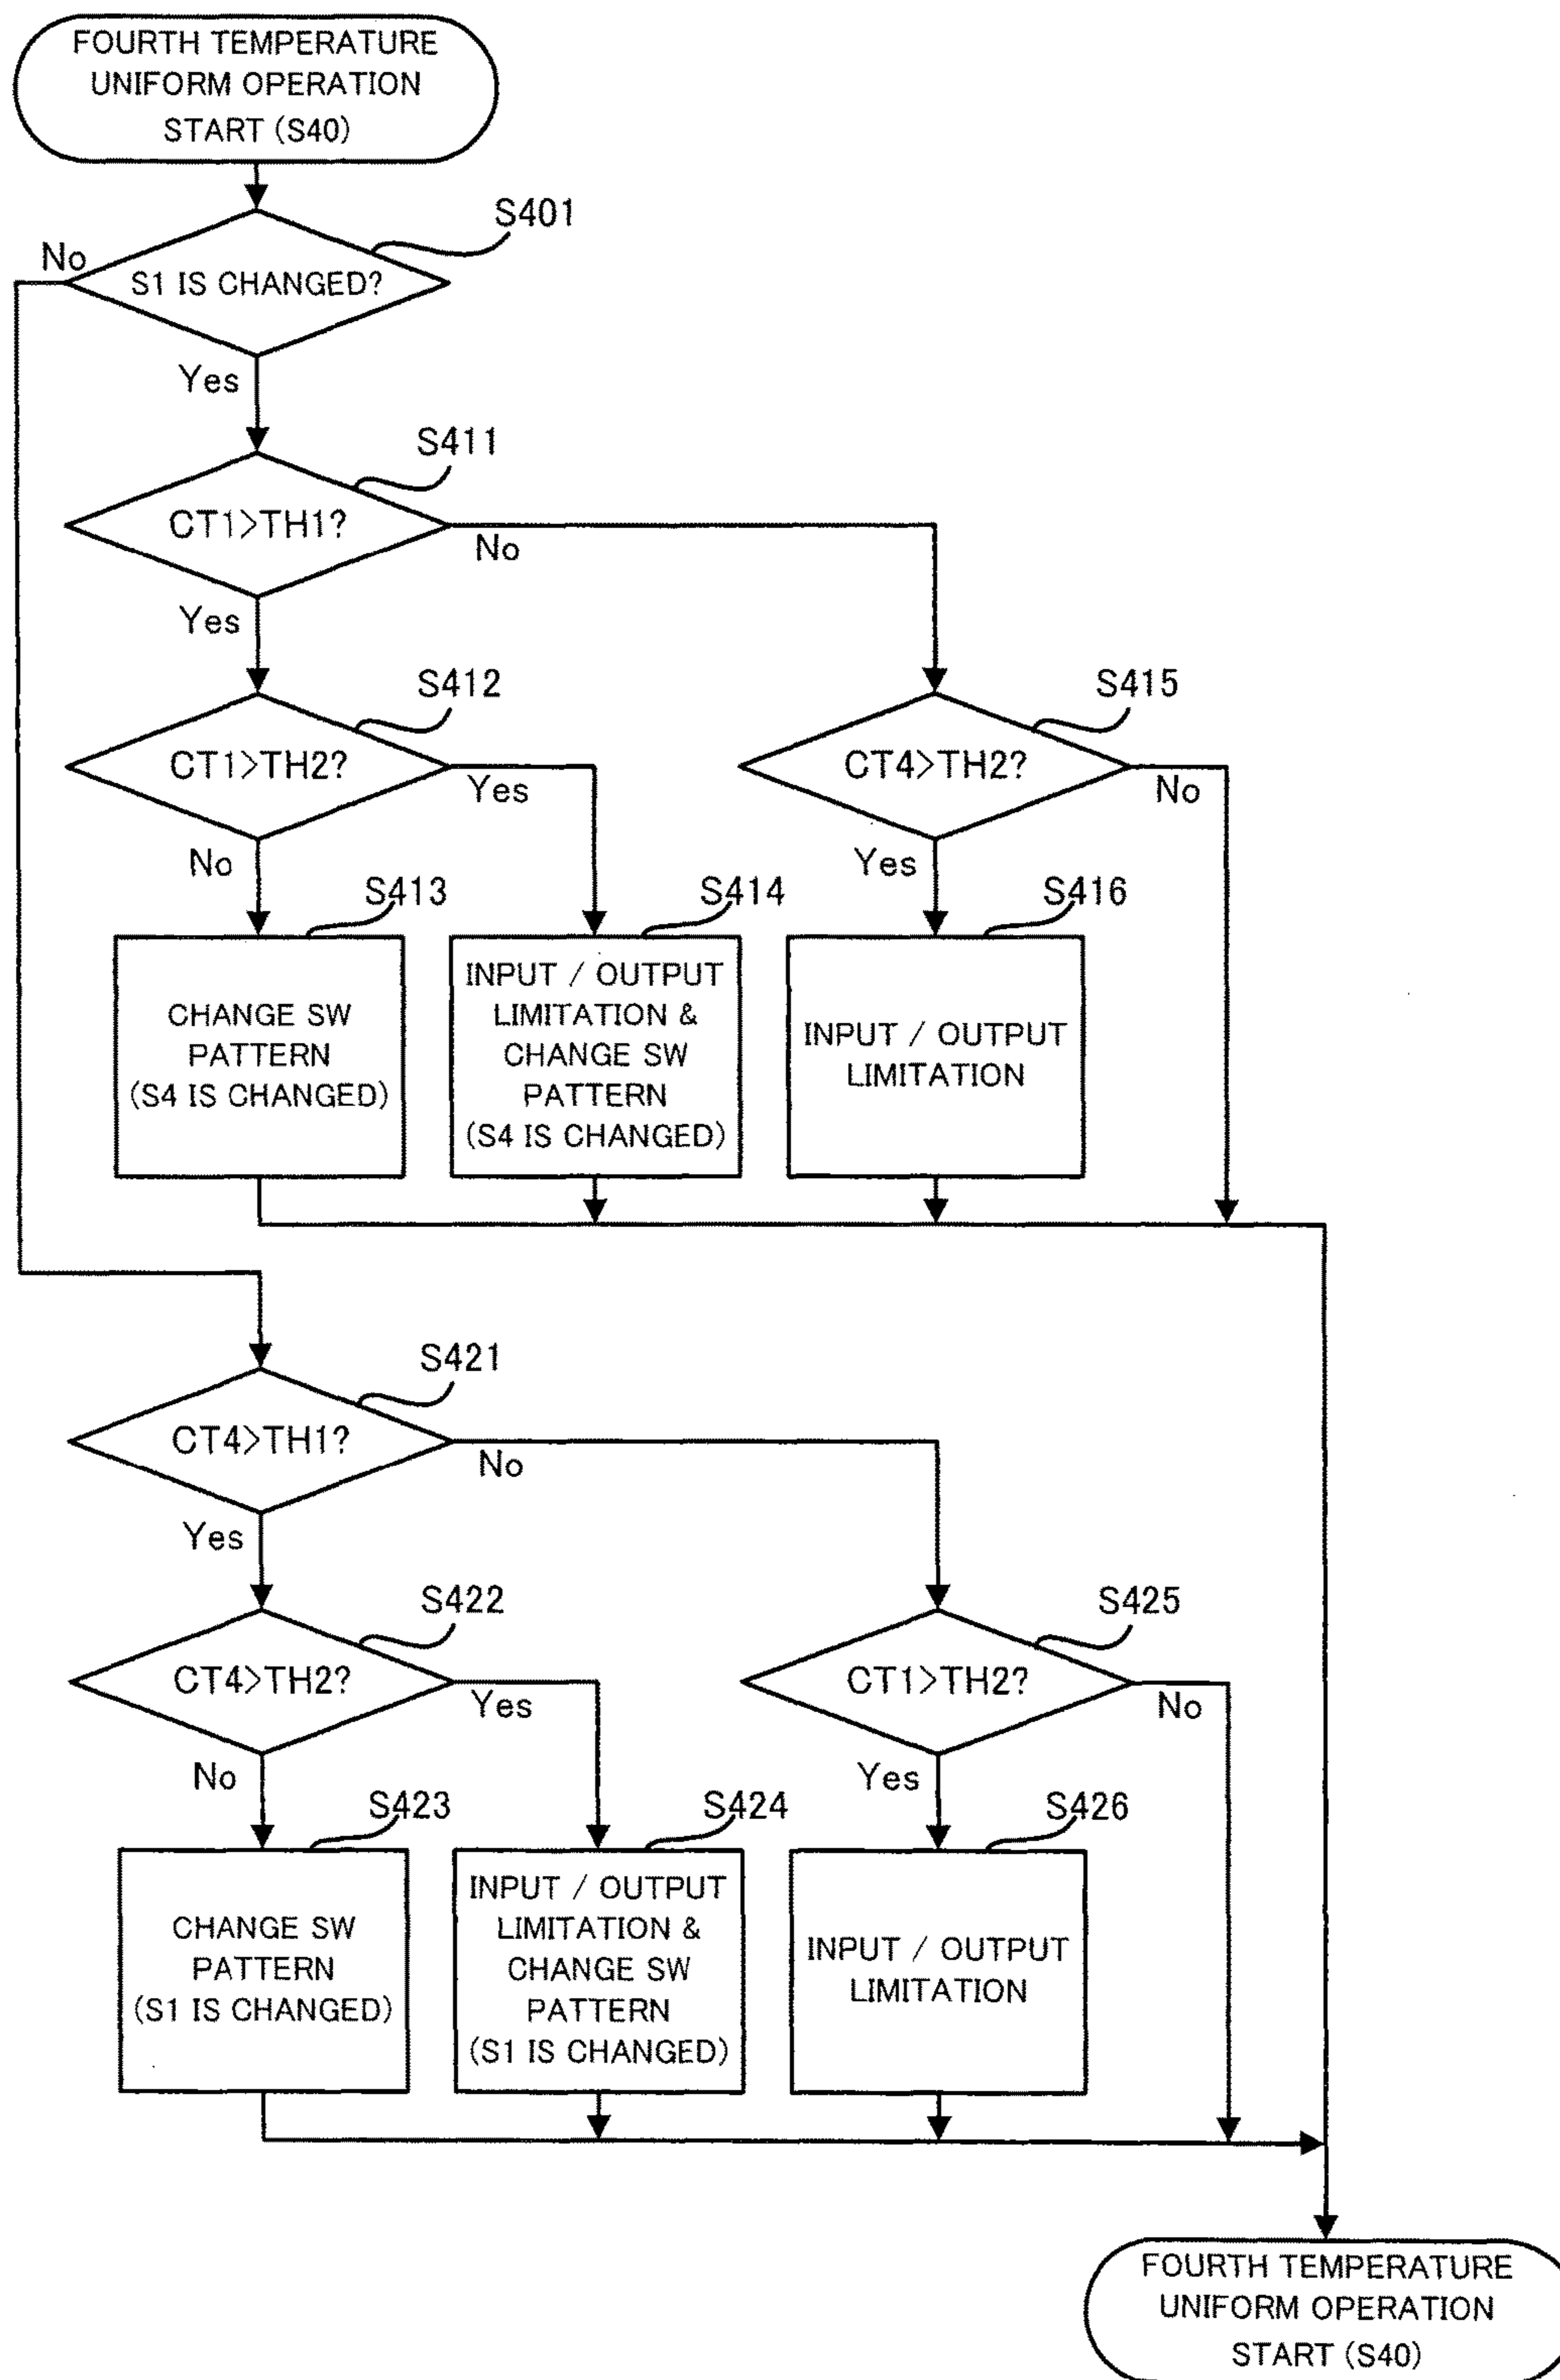 FOURTH TEMPERATURE
UNIFORM OPERATION
START (S40)
S401
No
S1 IS CHANGED?
Yes
S411
CT1>TH1?
No
Yes
S412
S415
CT1>TH2?
Yes
CT4>TH2?
No
No
Yes
S413
S414
S416
CHANGE SW
PATTERN
(S4 IS CHANGED)
INPUT / OUTPUT
LIMITATION &
CHANGE SW
PATTERN
(S4 IS CHANGED)
INPUT / OUTPUT
LIMITATION
S421
CT4>TH1?
No
Yes
S422
S425
CT4>TH2?
Yes
CT1>TH2?
No
No
Yes
S423
S424
S426
CHANGE SW
PATTERN
(S1 IS CHANGED)
INPUT / OUTPUT
LIMITATION &
CHANGE SW
PATTERN
(S1 IS CHANGED)
INPUT / OUTPUT
LIMITATION
FOURTH TEMPERATURE
UNIFORM OPERATION
START (S40)